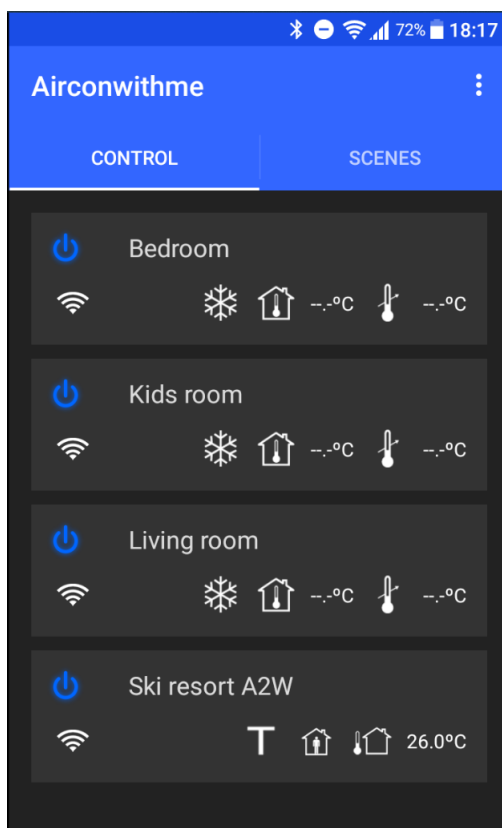 72% 18:17
Airconwithme
CONTROL SCENES
Bedroom
--.-ºC --.-ºC
Kids room
--.-ºC --.-ºC
Living room
--.-ºC --.-ºC
Ski resort A2W
T 26.0ºC